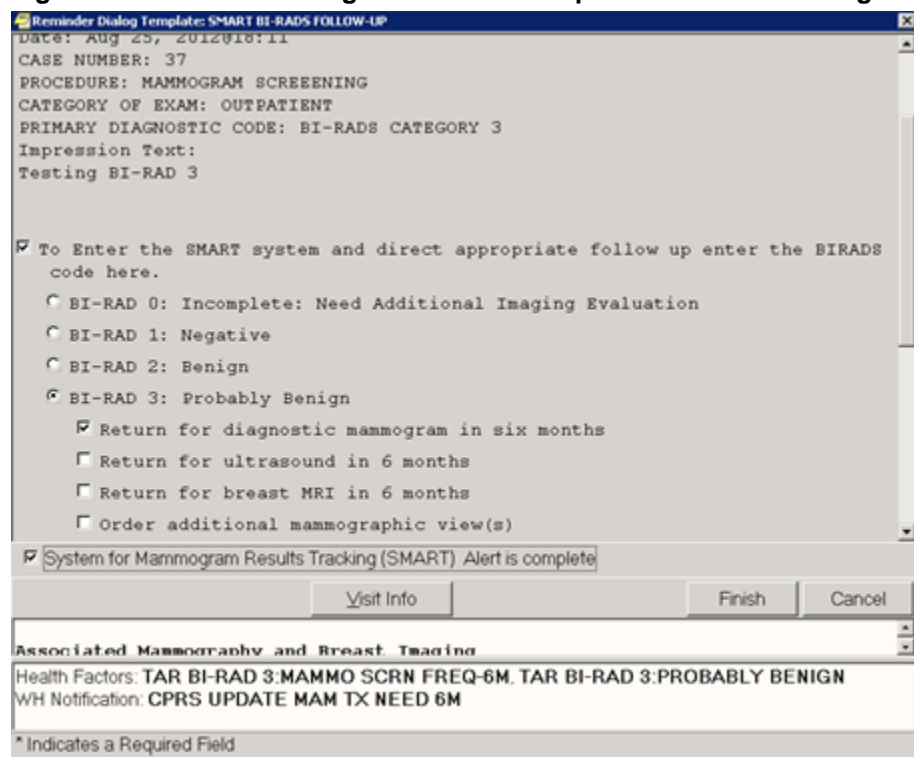 Reminder Dialog Template: SMART BI-RADS FOLLOW-UP
Date: Aug 25, 2012@18:11
CASE NUMBER: 37
PROCEDURE: MAMMOGRAM SCREEENING
CATEGORY OF EXAM: OUTPATIENT
PRIMARY DIAGNOSTIC CODE: BI-RADS CATEGORY 3
Impression Text:
Testing BI-RAD 3
To Enter the SMART system and direct appropriate follow up enter the BIRADS
code here.
BI-RAD 0: Incomplete: Need Additional Imaging Evaluation
BI-RAD 1: Negative
BI-RAD 2: Benign
BI-RAD 3: Probably Benign
Return for diagnostic mammogram in six months
Return for ultrasound in 6 months
Return for breast MRI in 6 months
Order additional mammographic view(s)
System for Mammogram Results Tracking (SMART) Alert is complete
Visit Info
Finish
Cancel
Associated Mammography and Breast Imaging
Health Factors: TAR BI-RAD 3:MAMMO SCRN FREQ-6M, TAR BI-RAD 3:PROBABLY BENIGN
WH Notification: CPRS UPDATE MAM TX NEED 6M
* Indicates a Required Field